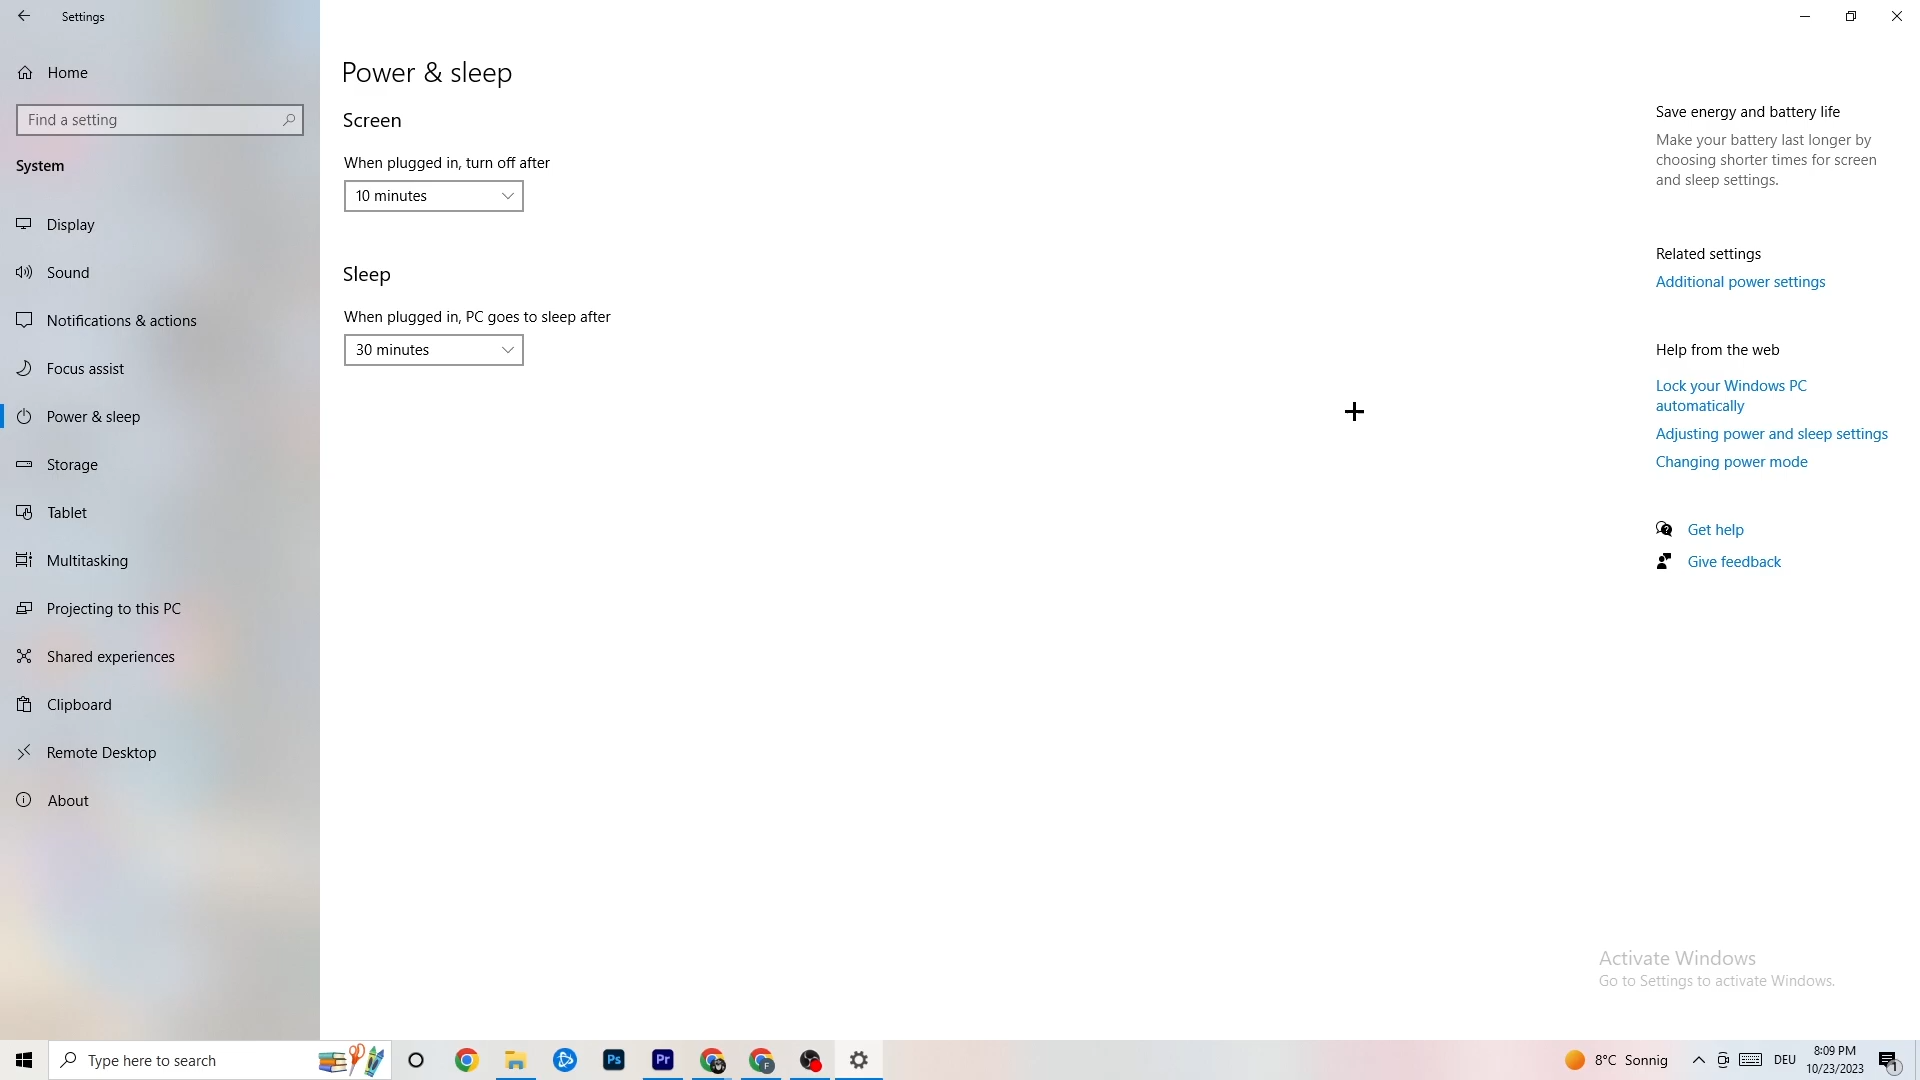 Settings
Home
Find a setting
System
Display
Sound
Notifications & actions
Focus assist
Power & sleep
Storage
Tablet
Multitasking
Projecting to this PC
Shared experiences
Clipboard
Remote Desktop
About
Power & sleep
Screen
When plugged in, turn off after
10 minutes
Sleep
When plugged in, PC goes to sleep after
30 minutes
Save energy and battery life
Make your battery last longer by
choosing shorter times for screen
and sleep settings.
Related settings
Additional power settings
Help from the web
Lock your Windows PC
automatically
Adjusting power and sleep settings
Changing power mode
Get help
Give feedback
Activate Windows
Go to Settings to activate Windows.
Type here to search
Ps
Pr
F
8°C Sonnig
DEU
8:09 PM
10/23/2023
1